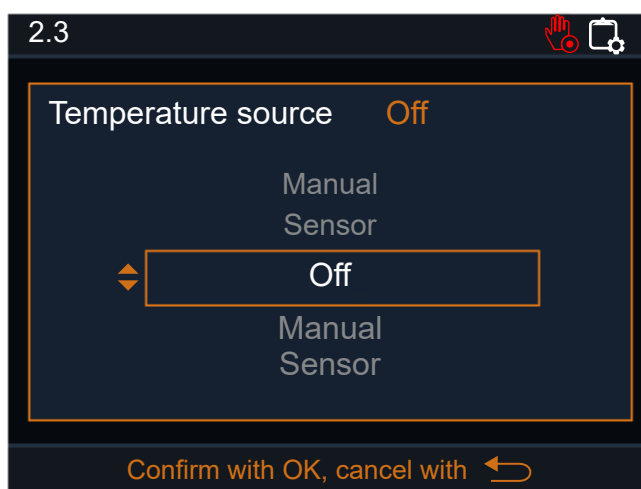 2.3
Temperature source Off
Manual
Sensor
Off
Manual
Sensor
Confirm with OK, cancel with